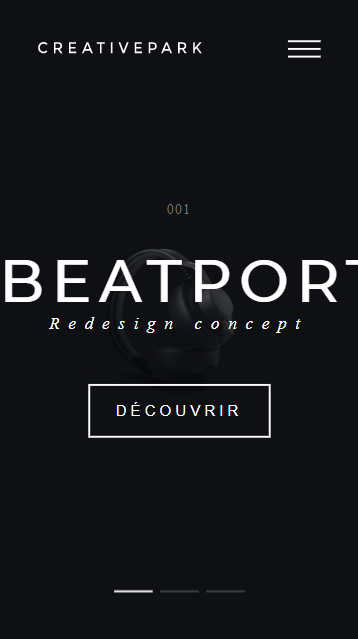 CREATIVEPARK
001
BEATPORT
Redesign concept
DÉCOUVRIR